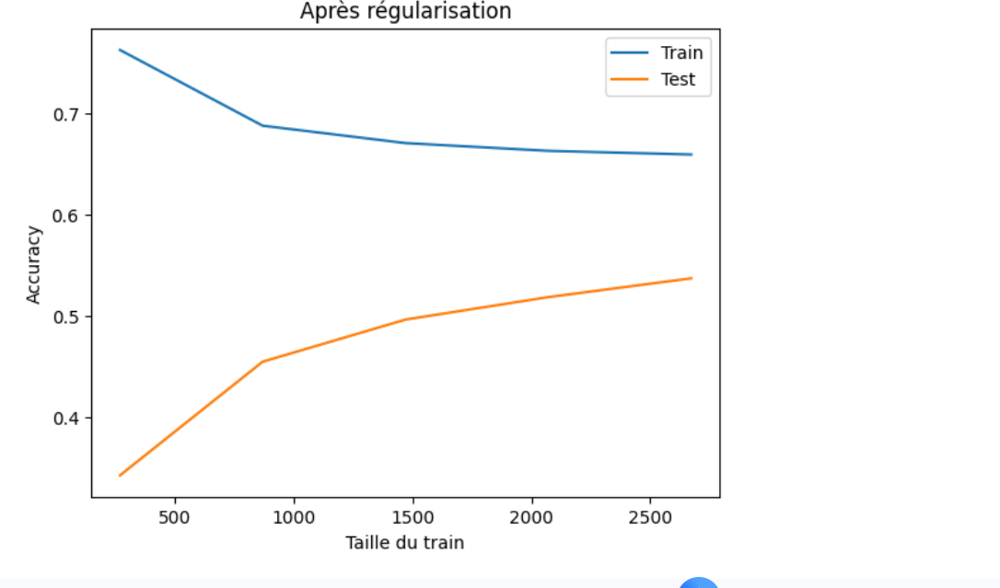 Après régularisation
Train
Test
0.7
0.6
0.5
0.4
Accuracy
500 1000 1500 2000 2500
Taille du train